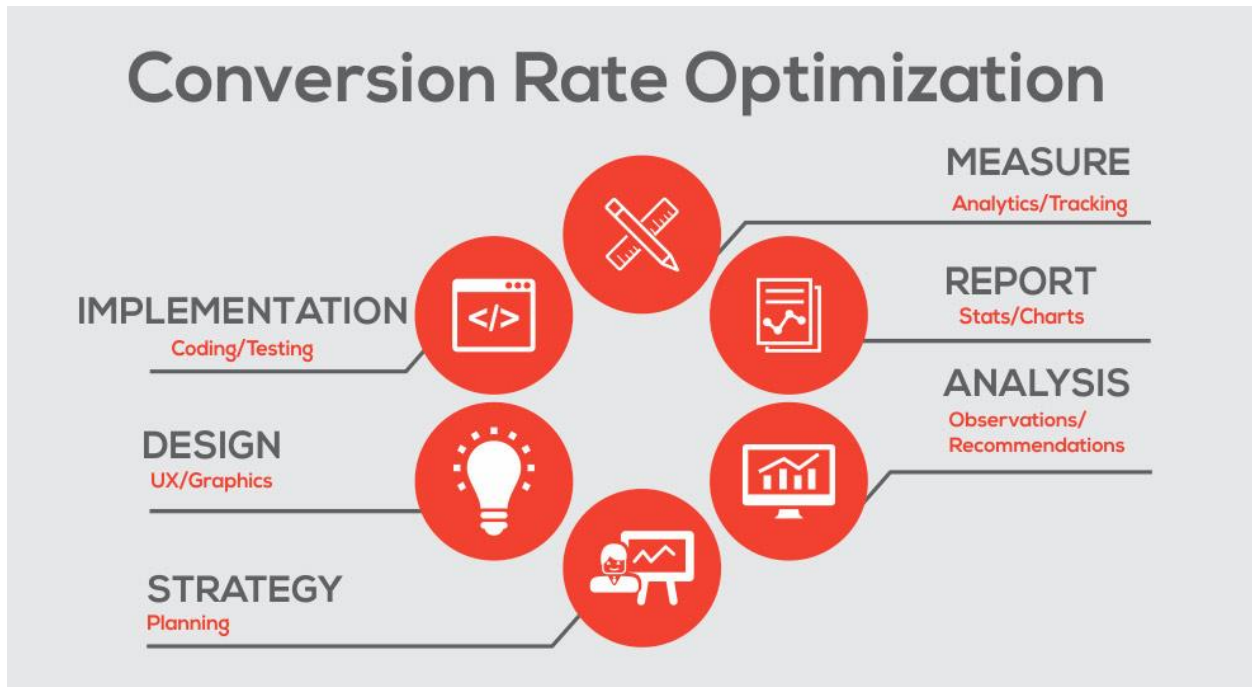 Conversion Rate Optimization
MEASURE
Analytics/Tracking
REPORT
Stats/Charts
ANALYSIS
Observations/
Recommendations
STRATEGY
Planning
DESIGN
UX/Graphics
IMPLEMENTATION
Coding/Testing
</>